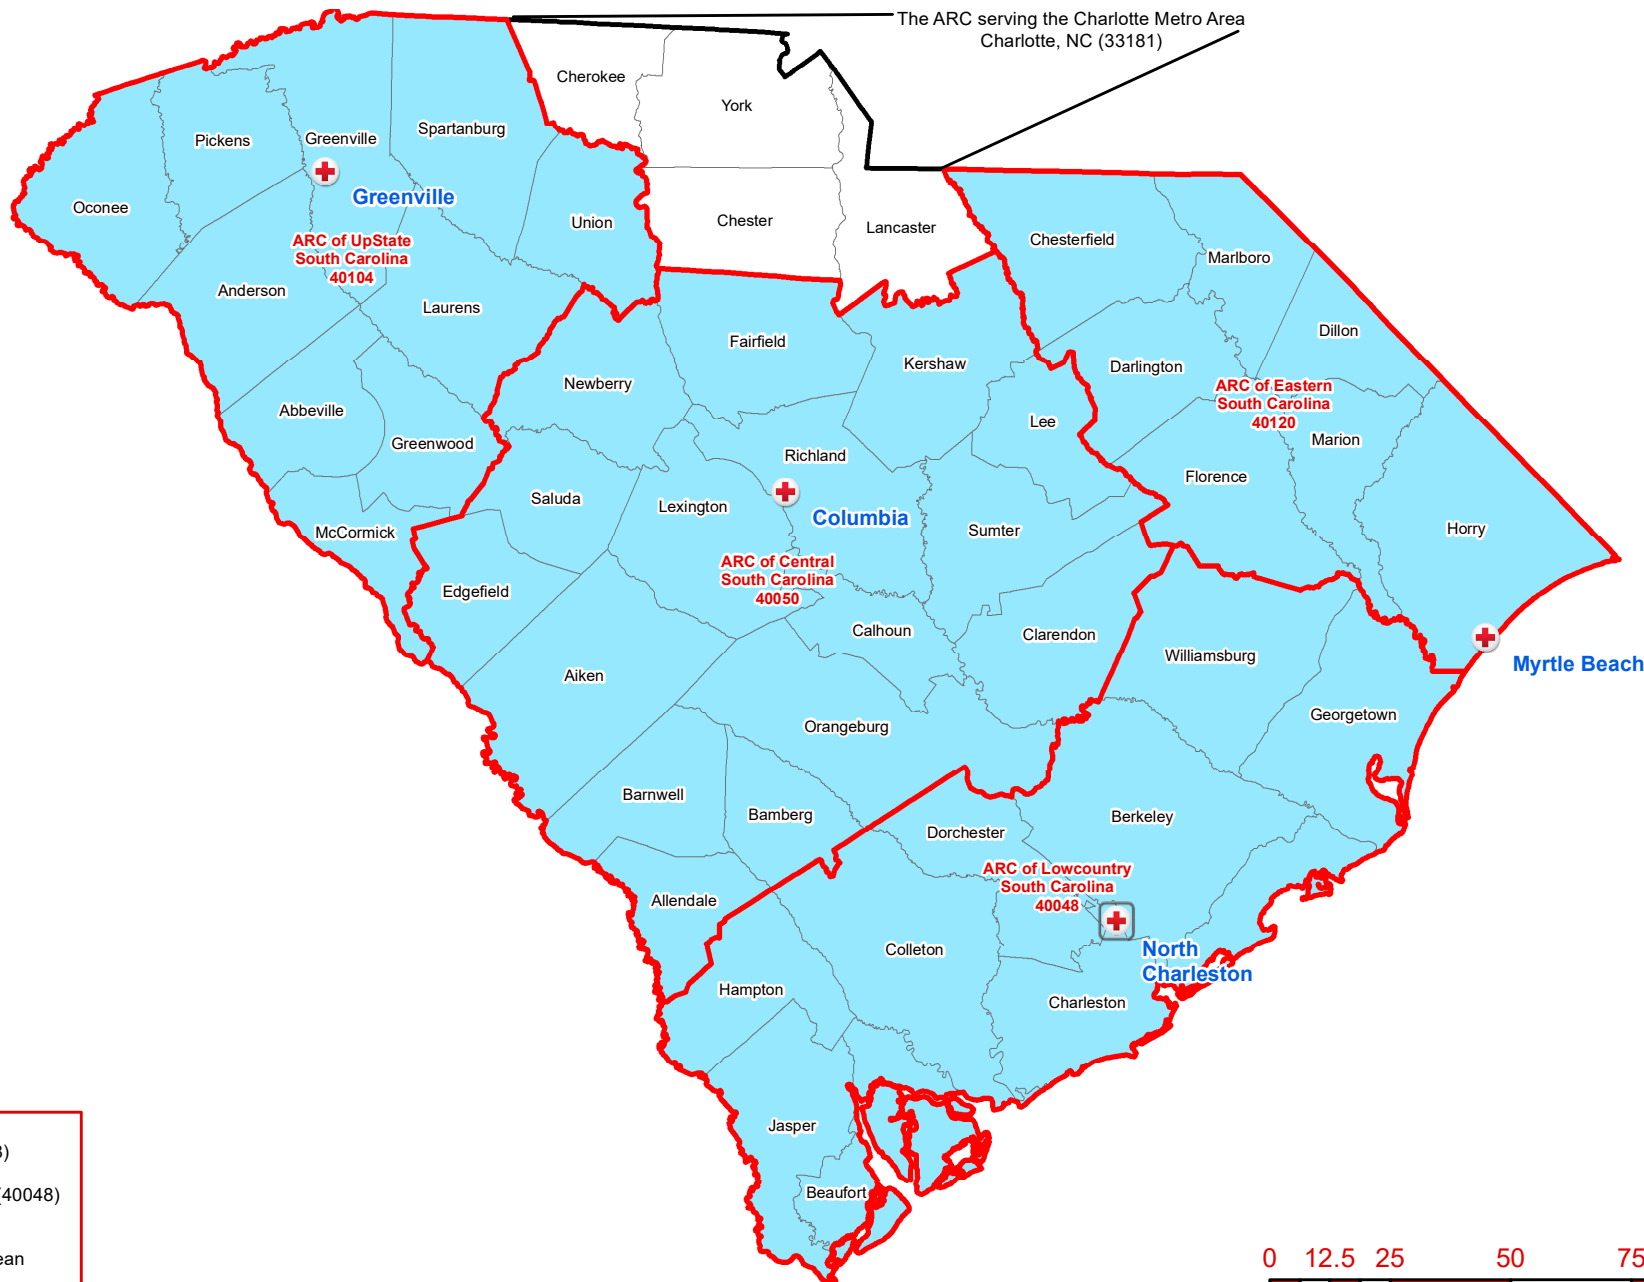 The ARC serving the Charlotte Metro Area
Charlotte, NC (33181)
Cherokee
York
Spartanburg
Greenville
Pickens
Greenville
Oconee
Union
Chester
Lancaster
Chesterfield
ARC of UpState
South Carolina
40104
Marlboro
Anderson
Laurens
Dillon
Fairfield
Kershaw
Darlington
Newberry
ARC of Eastern
South Carolina
40120
Abbeville
Lee
Greenwood
Marion
Richland
Florence
Saluda
Lexington
Columbia
McCormick
Sumter
Horry
ARC of Central
South Carolina
40050
Edgefield
Calhoun
Clarendon
Williamsburg
Myrtle Beach
Aiken
Georgetown
Orangeburg
Barnwell
Bamberg
Berkeley
Dorchester
ARC of Lowcountry
South Carolina
40048
Allendale
Colleton
North
Charleston
Hampton
Charleston
Jasper
Beaufort
3)
(40048)
ean
0 12.5 25 50 75